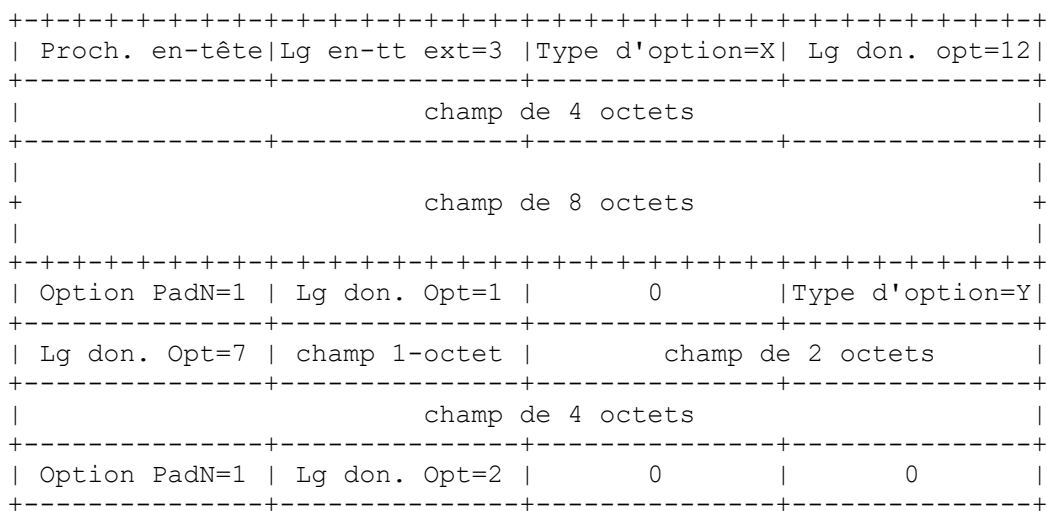 +-+-+-+-+-+-+-+-+-+-+-+-+-+-+-+-+-+-+-+-+-+-+-+-+-+-+-+-+-+-+-+-+
| Proch. en-tête|Lg en-tt ext=3 |Type d'option=X| Lg don. opt=12|
+---------------+---------------+---------------+---------------+
|                         champ de 4 octets                     |
+---------------+---------------+---------------+---------------+
|                                                               |
+                         champ de 8 octets                     +
|                                                               |
+-+-+-+-+-+-+-+-+-+-+-+-+-+-+-+-+-+-+-+-+-+-+-+-+-+-+-+-+-+-+-+-+
| Option PadN=1 | Lg don. Opt=1 |       0       |Type d'option=Y|
+---------------+---------------+---------------+---------------+
| Lg don. Opt=7 | champ 1-octet |        champ de 2 octets      |
+---------------+---------------+---------------+---------------+
|                         champ de 4 octets                     |
+---------------+---------------+---------------+---------------+
| Option PadN=1 | Lg don. Opt=2 |       0       |       0       |
+---------------+---------------+---------------+---------------+